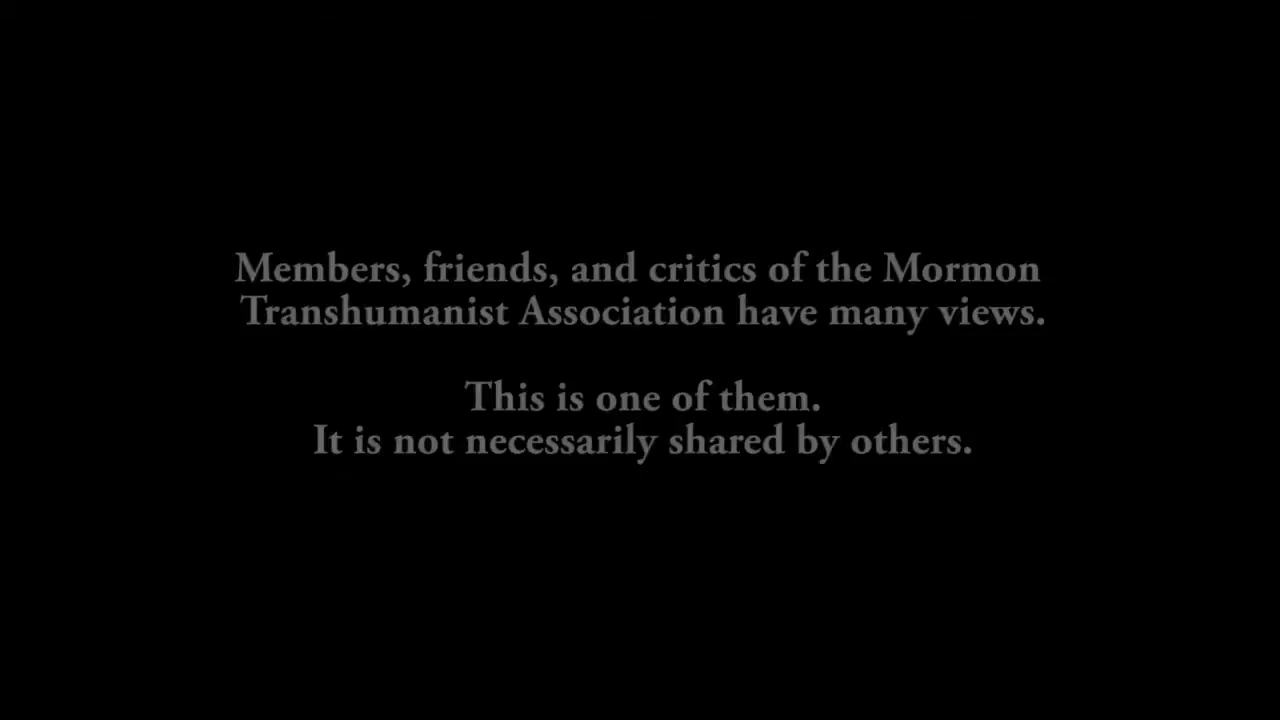 Members, friends, and critics of the Mormon
Transhumanist Association have many views.
This is one of them.
It is not necessarily shared by others.